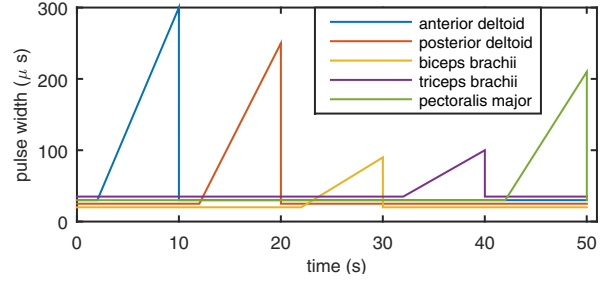 300
200
100
0
pulse width (μ s)
anterior deltoid
posterior deltoid
biceps brachii
triceps brachii
pectoralis major
0 10 20 30 40 50
time (s)